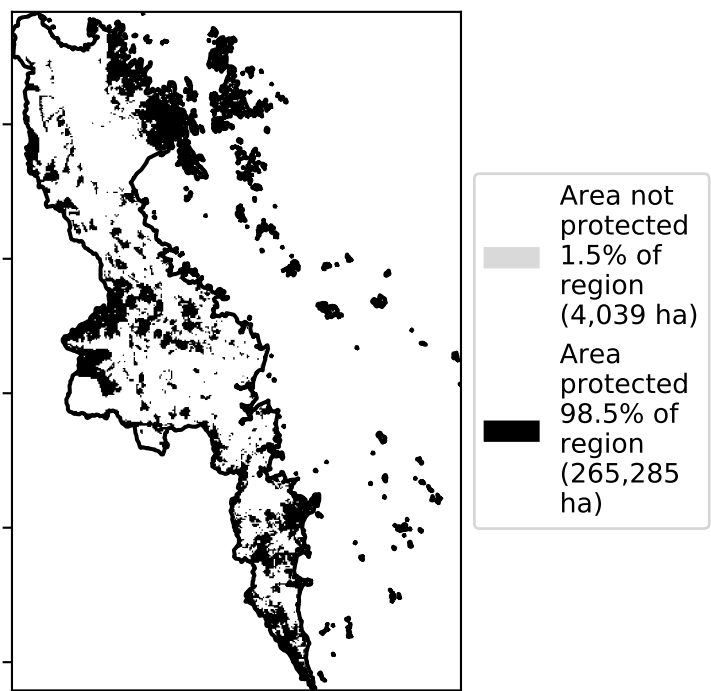 Area not
protected
1.5% of
region
(4,039 ha)
Area
protected
98.5% of
region
(265,285
ha)